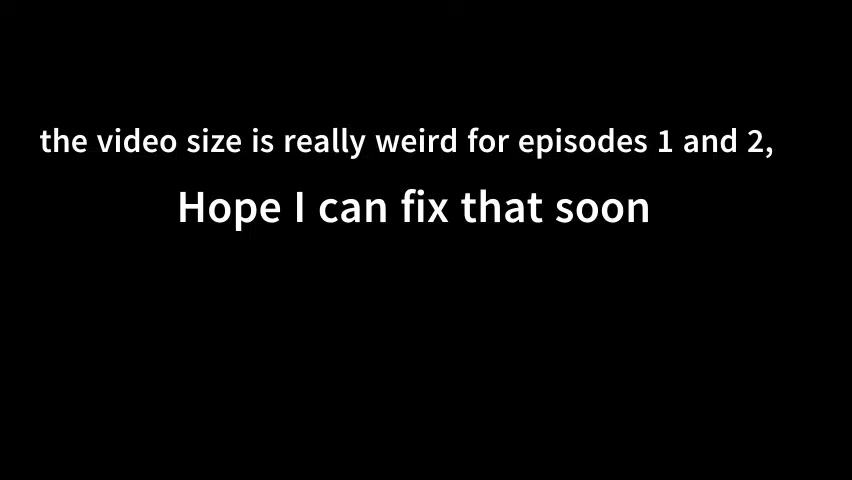 the video size is really weird for episodes 1 and 2,
Hope I can fix that soon